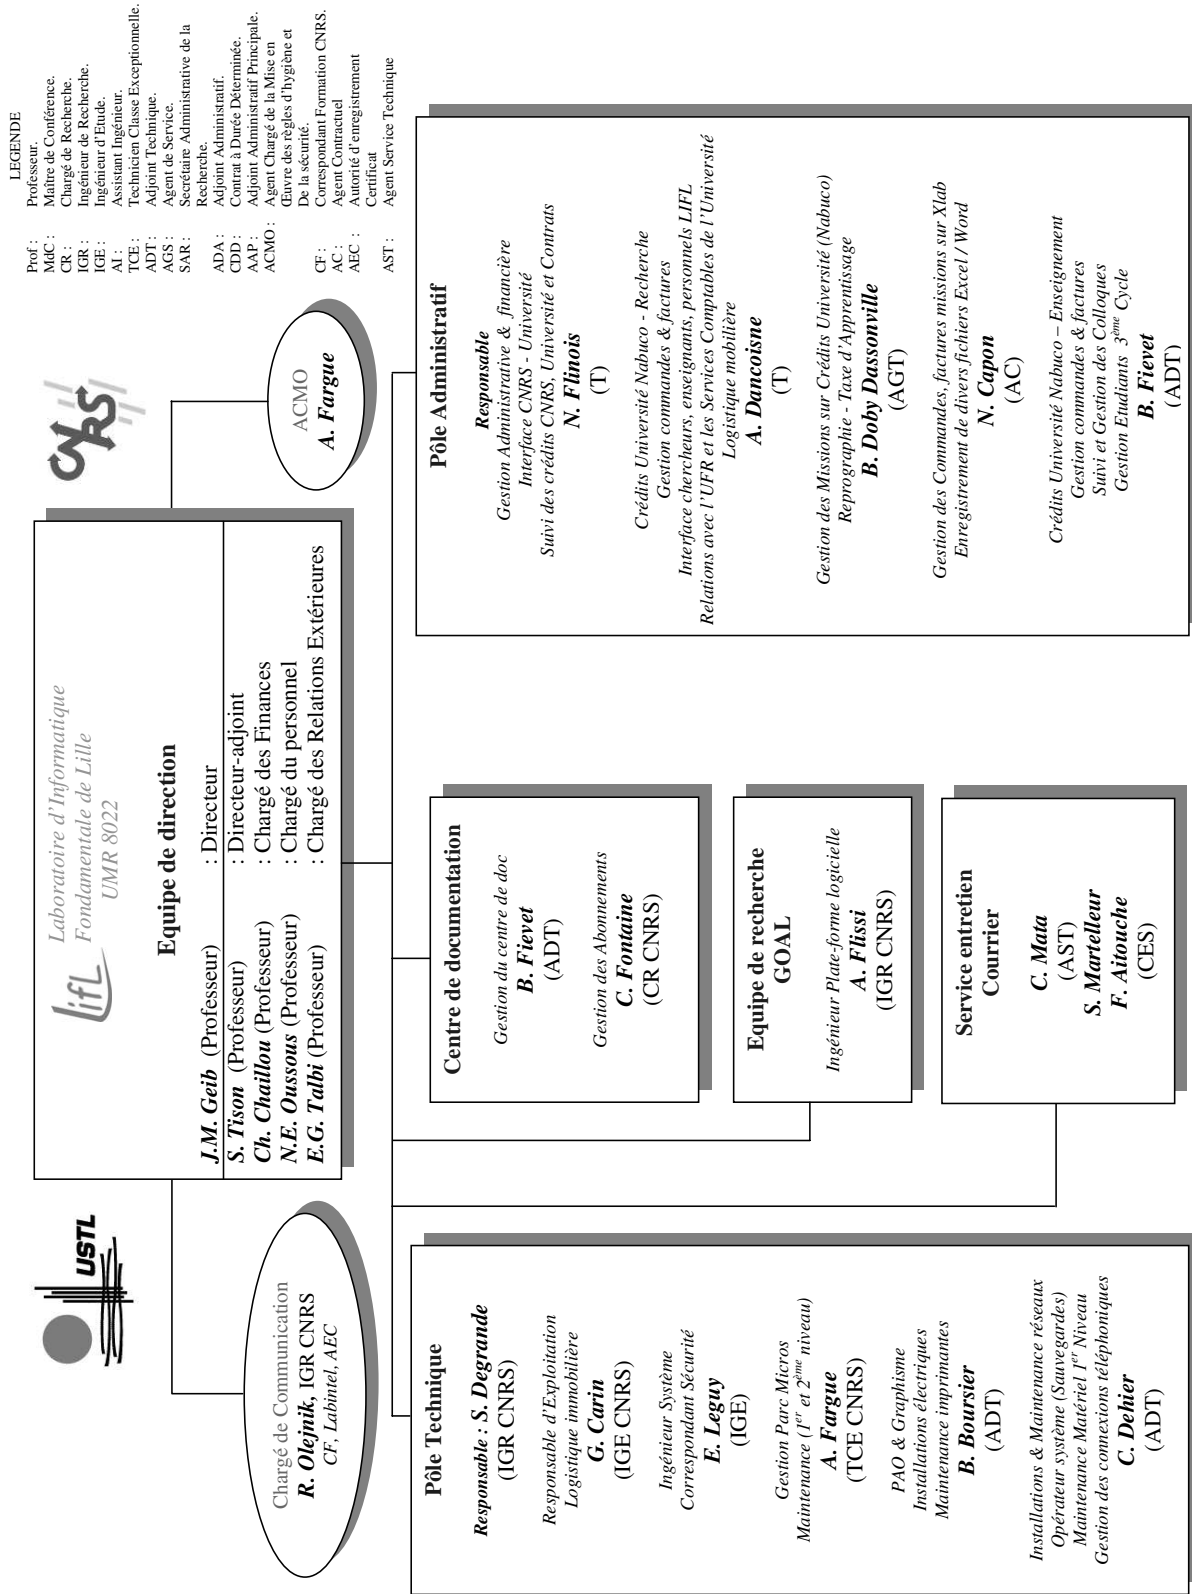 USTL
LifL
Laboratoire d'Informatique
Fondamentale de Lille
UMR 8022
CNRS
LEGENDE
Prof : Professeur.
MdC : Maître de Conférence.
CR : Chargé de Recherche.
IGR : Ingénieur de Recherche.
IGE : Ingénieur d'Etude.
AI : Assistant Ingénieur.
TCE : Technicien Classe Exceptionnelle.
ADT : Adjoint Technique.
AGS : Agent de Service.
SAR : Secrétaire Administrative de la
Recherche.
ADA : Adjoint Administratif.
CDD : Contrat à Durée Déterminée.
AAP : Adjoint Administratif Principale.
ACMO : Agent Chargé de la Mise en
Œuvre des règles d'hygiène et
De la sécurité.
CF : Correspondant Formation CNRS.
AC : Agent Contractuel
AEC : Autorité d'enregistrement
Certificat
AST : Agent Service Technique
Equipe de direction
J.M. Geib (Professeur) : Directeur
S. Tison (Professeur) : Directeur-adjoint
Ch. Chaillou (Professeur) : Chargé des Finances
N.E. Oussous (Professeur) : Chargé du personnel
E.G. Talbi (Professeur) : Chargé des Relations Extérieures
Chargé de Communication
R. Olejnik, IGR CNRS
CF, Labintel, AEC
ACMO
A. Fargue
Pôle Technique
Responsable : S. Degrande
(IGR CNRS)
Responsable d'Exploitation
Logistique immobilière
G. Carin
(IGE CNRS)
Ingénieur Système
Correspondant Sécurité
E. Leguy
(IGE)
Gestion Parc Micros
Maintenance (1er et 2ème niveau)
A. Fargue
(TCE CNRS)
PAO & Graphisme
Installations électriques
Maintenance imprimantes
B. Boursier
(ADT)
Installations & Maintenance réseaux
Opérateur système (Sauvegardes)
Maintenance Matériel 1er Niveau
Gestion des connexions téléphoniques
C. Dehier
(ADT)
Centre de documentation
Gestion du centre de doc
B. Fievet
(ADT)
Gestion des Abonnements
C. Fontaine
(CR CNRS)
Equipe de recherche
GOAL
Ingénieur Plate-forme logicielle
A. Flissi
(IGR CNRS)
Service entretien
Courrier
C. Mata
(AST)
S. Martelleur
F. Aitouche
(CES)
Pôle Administratif
Responsable
Gestion Administrative & financière
Interface CNRS - Université
Suivi des crédits CNRS, Université et Contrats
N. Flinois
(T)
Crédits Université Nabuco - Recherche
Gestion commandes & factures
Interface chercheurs, enseignants, personnels LIFL
Relations avec l'UFR et les Services Comptables de l'Université
Logistique mobilière
A. Dancoisne
(T)
Gestion des Missions sur Crédits Université (Nabuco)
Reprographie - Taxe d'Apprentissage
B. Doby Dassonville
(AGT)
Gestion des Commandes, factures missions sur Xlab
Enregistrement de divers fichiers Excel / Word
N. Capon
(AC)
Crédits Université Nabuco – Enseignement
Gestion commandes & factures
Suivi et Gestion des Colloques
Gestion Etudiants 3ème Cycle
B. Fievet
(ADT)